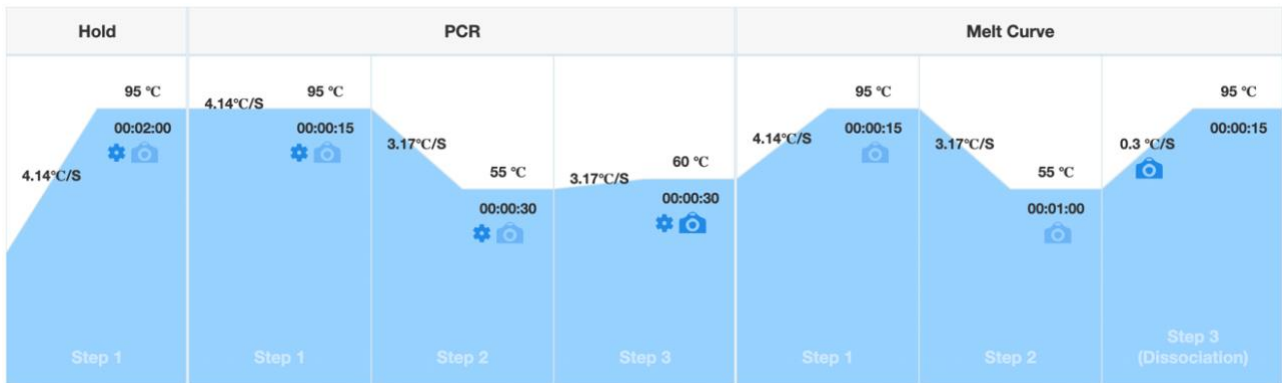 Hold
PCR
Melt Curve
4.14°C/S
95 °C
00:02:00
Step 1
4.14°C/S
95 °C
00:00:15
Step 1
3.17°C/S
55 °C
00:00:30
Step 2
3.17°C/S
60 °C
00:00:30
Step 3
4.14°C/S
95 °C
00:00:15
Step 1
3.17°C/S
55 °C
00:01:00
Step 2
0.3 °C/S
95 °C
00:00:15
Step 3
(Dissociation)